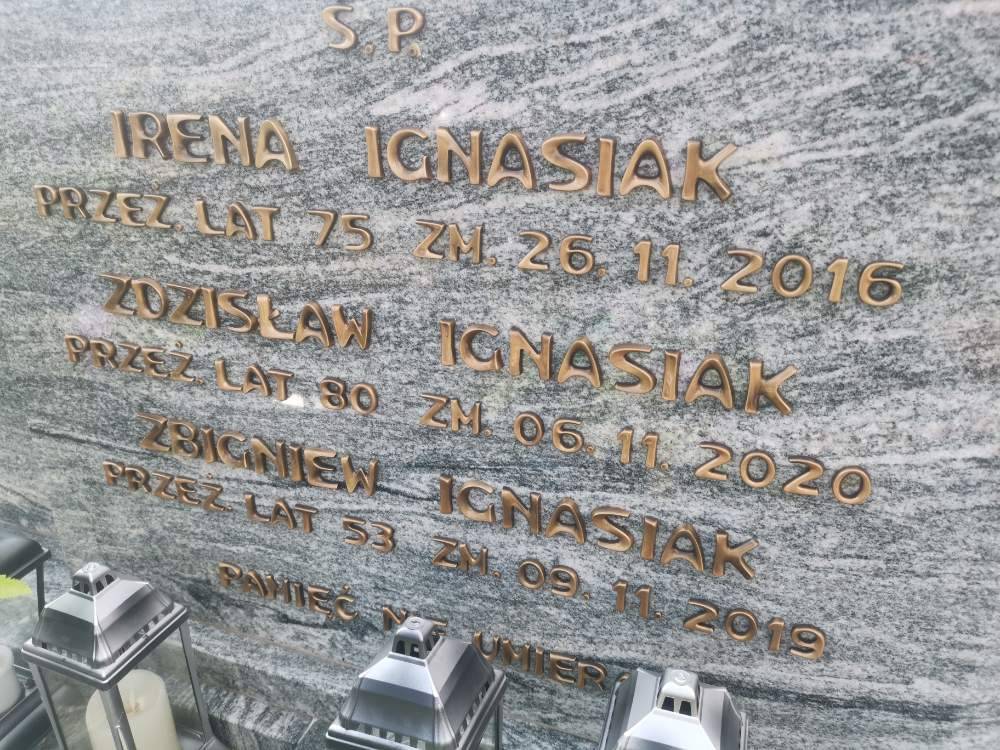 S.P.
IRENA IGNASIAK
PRZEŻ. LAT 75 ZM. 26. 11. 2016
ZDZISŁAW IGNASIAK
PRZEŻ. LAT 80 ZM. 06. 11. 2020
ZBIGNIEW IGNASIAK
PRZEŻ. LAT 53 ZM. 09. 11. 2019
PAMIĘĆ